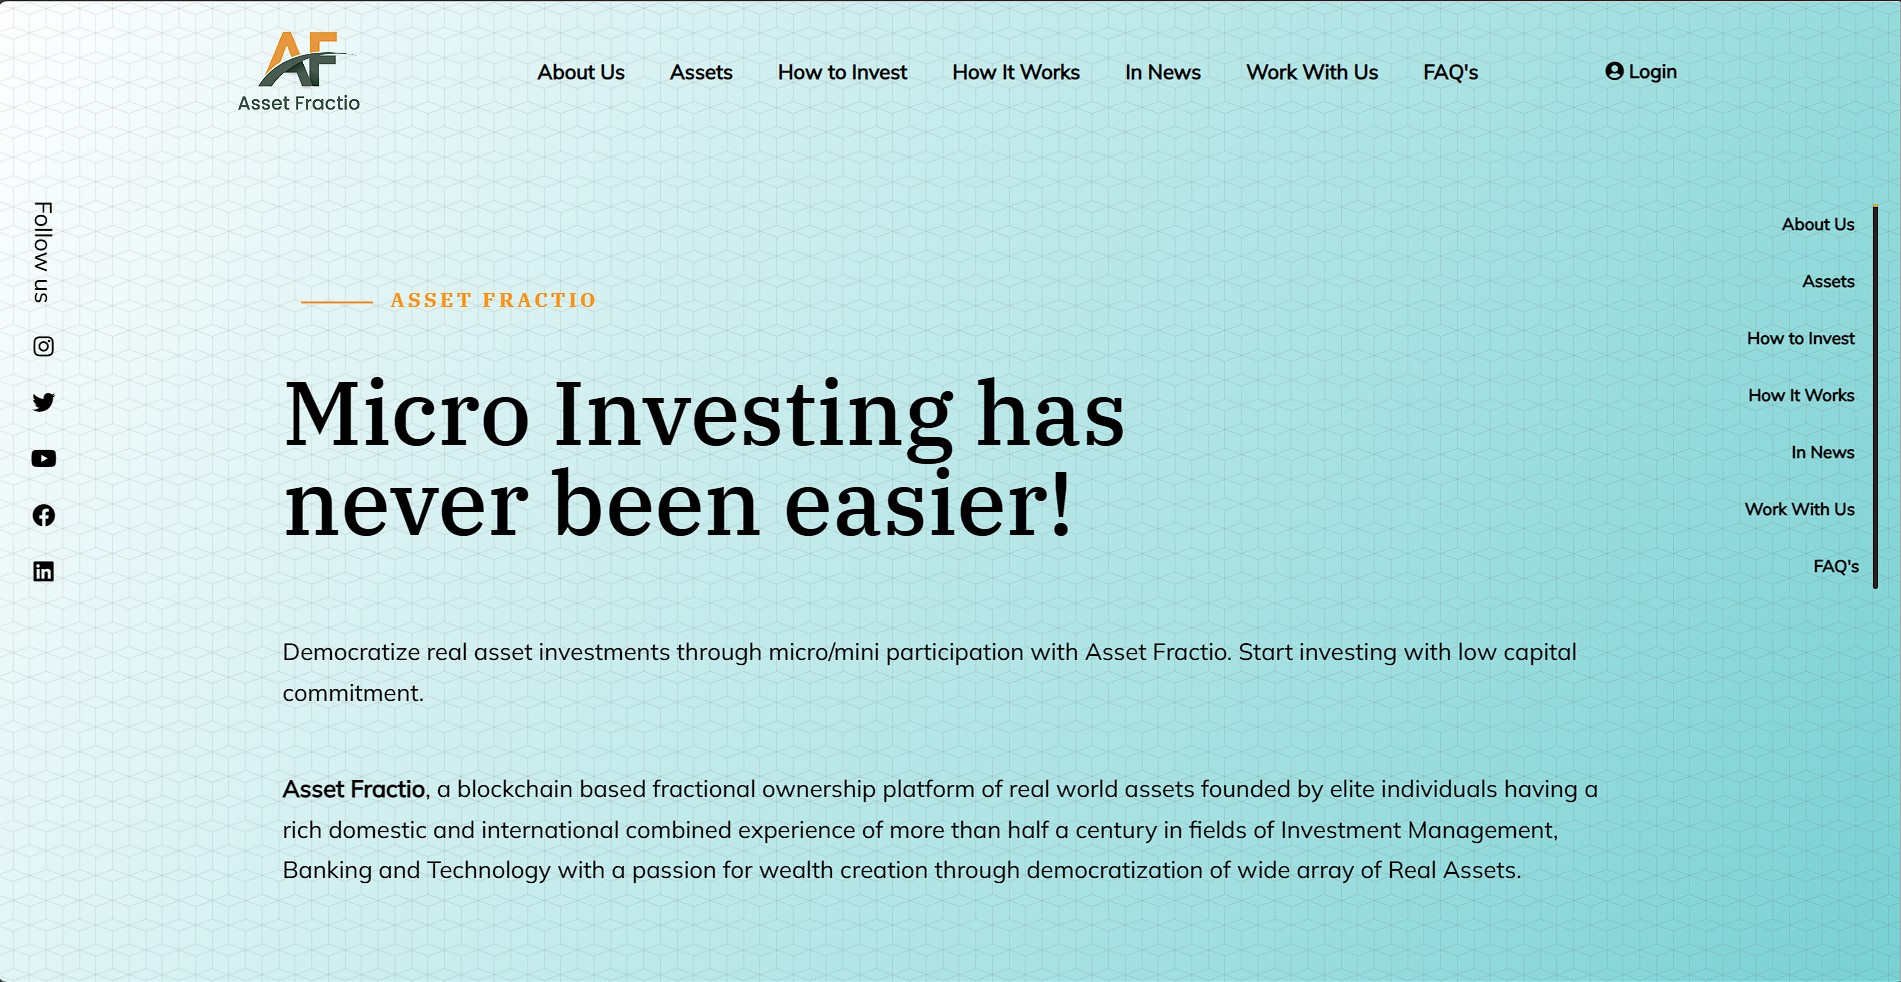 AF
Asset Fractio
About Us
Assets
How to Invest
How It Works
In News
Work With Us
FAQ's
Login
Follow us
ASSET FRACTIO
Micro Investing has
never been easier!
Democratize real asset investments through micro/mini participation with Asset Fractio. Start investing with low capital
commitment.
Asset Fractio, a blockchain based fractional ownership platform of real world assets founded by elite individuals having a
rich domestic and international combined experience of more than half a century in fields of Investment Management,
Banking and Technology with a passion for wealth creation through democratization of wide array of Real Assets.
About Us
Assets
How to Invest
How It Works
In News
Work With Us
FAQ's